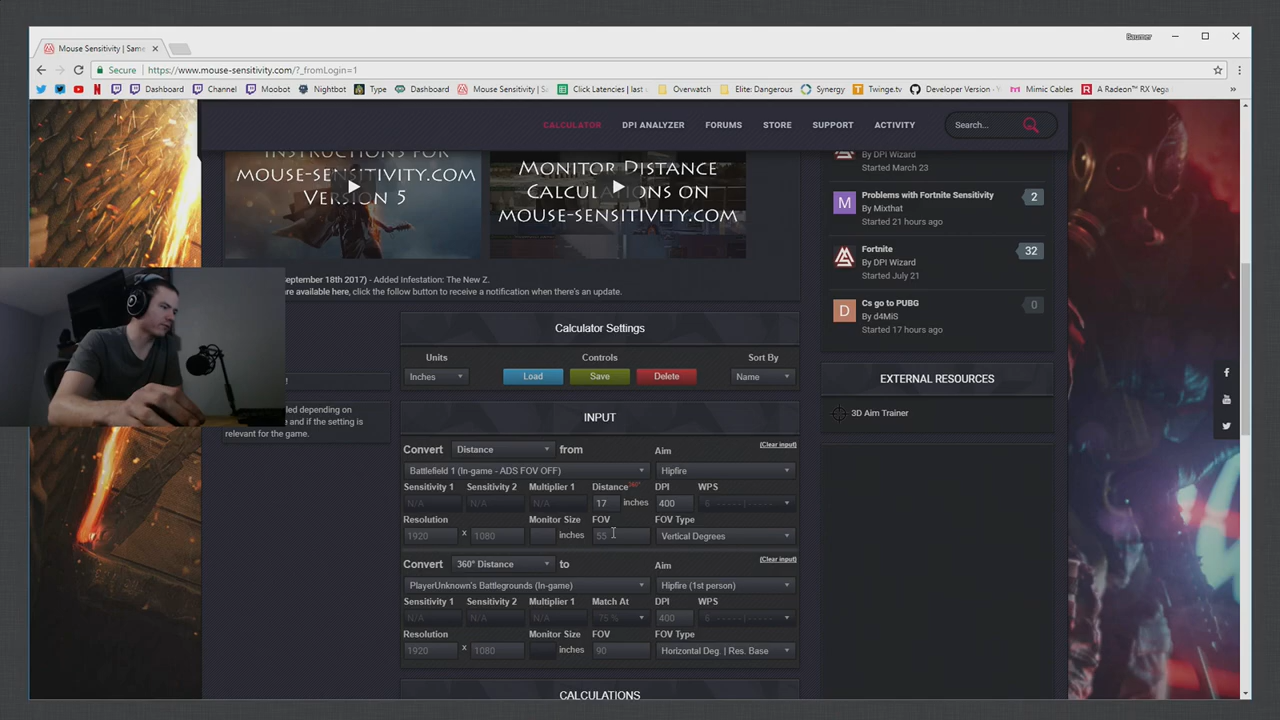 Baumer
Mouse Sensitivity | Same
Secure | https://www.mouse-sensitivity.com/?_fromLogin=1
Dashboard Channel Moobot Nightbot Type Dashboard Mouse Sensitivity | S Click Latencies | last Overwatch Elite: Dangerous Synergy Twinge.tv Developer Version - Mimic Cables A Radeon™ RX Vega »
CALCULATOR DPI ANALYZER FORUMS STORE SUPPORT ACTIVITY Search...
INSTRUCTIONS FOR
MOUSE-SENSITIVITY.COM
VERSION 5
MONITOR DISTANCE
CALCULATIONS ON
MOUSE-SENSITIVITY.COM
By DPI Wizard
Started March 23
Problems with Fortnite Sensitivity 2
M By Mixthat
Started 21 hours ago
Fortnite 32
By DPI Wizard
Started July 21
Cs go to PUBG 0
D By d4MiS
Started 17 hours ago
September 18th 2017) - Added Infestation: The New Z.
are available here, click the follow button to receive a notification when there's an update.
Calculator Settings
Units Controls Sort By
Inches Load Save Delete Name
EXTERNAL RESOURCES
3D Aim Trainer
depending on
and if the setting is
relevant for the game.
INPUT
Convert Distance from Aim (Clear input)
Battlefield 1 (In-game - ADS FOV OFF) Hipfire
Sensitivity 1 Sensitivity 2 Multiplier 1 Distance360° DPI WPS
N/A N/A N/A 17 inches 400 6 ------|------
Resolution Monitor Size FOV FOV Type
1920 x 1080 inches 55 Vertical Degrees
Convert 360° Distance to Aim (Clear input)
PlayerUnknown's Battlegrounds (In-game) Hipfire (1st person)
Sensitivity 1 Sensitivity 2 Multiplier 1 Match At DPI WPS
N/A N/A N/A 75 % 400 6 ------|------
Resolution Monitor Size FOV FOV Type
1920 x 1080 inches 90 Horizontal Deg. | Res. Base
CALCULATIONS